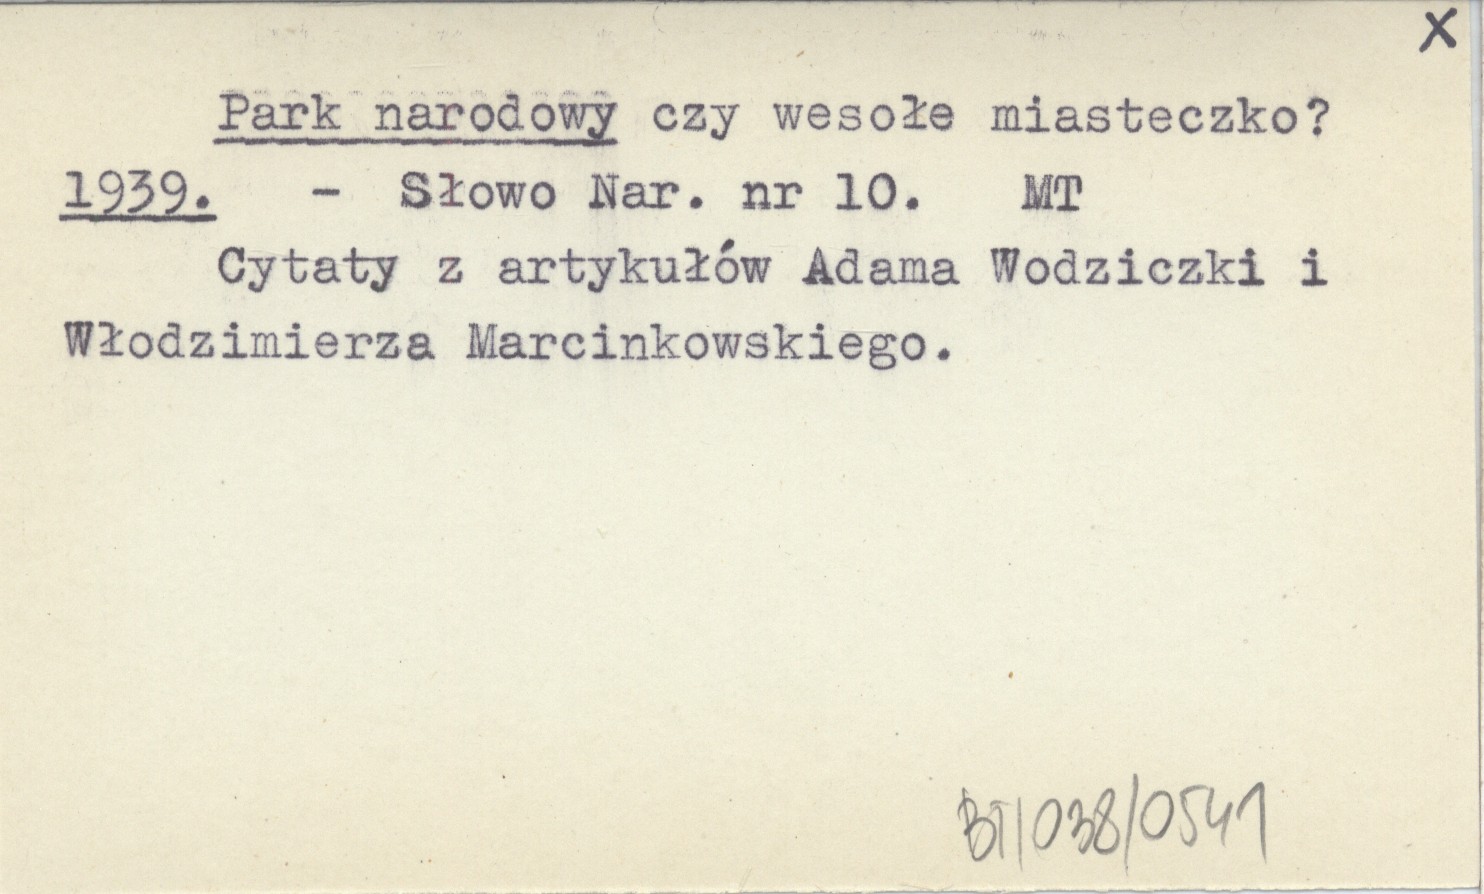 X
Park narodowy czy wesołe miasteczko?
1939. - Słowo Nar. nr 10. MT
Cytaty z artykułów Adama Wodziczki i
Włodzimierza Marcinkowskiego.
BT/038/0541